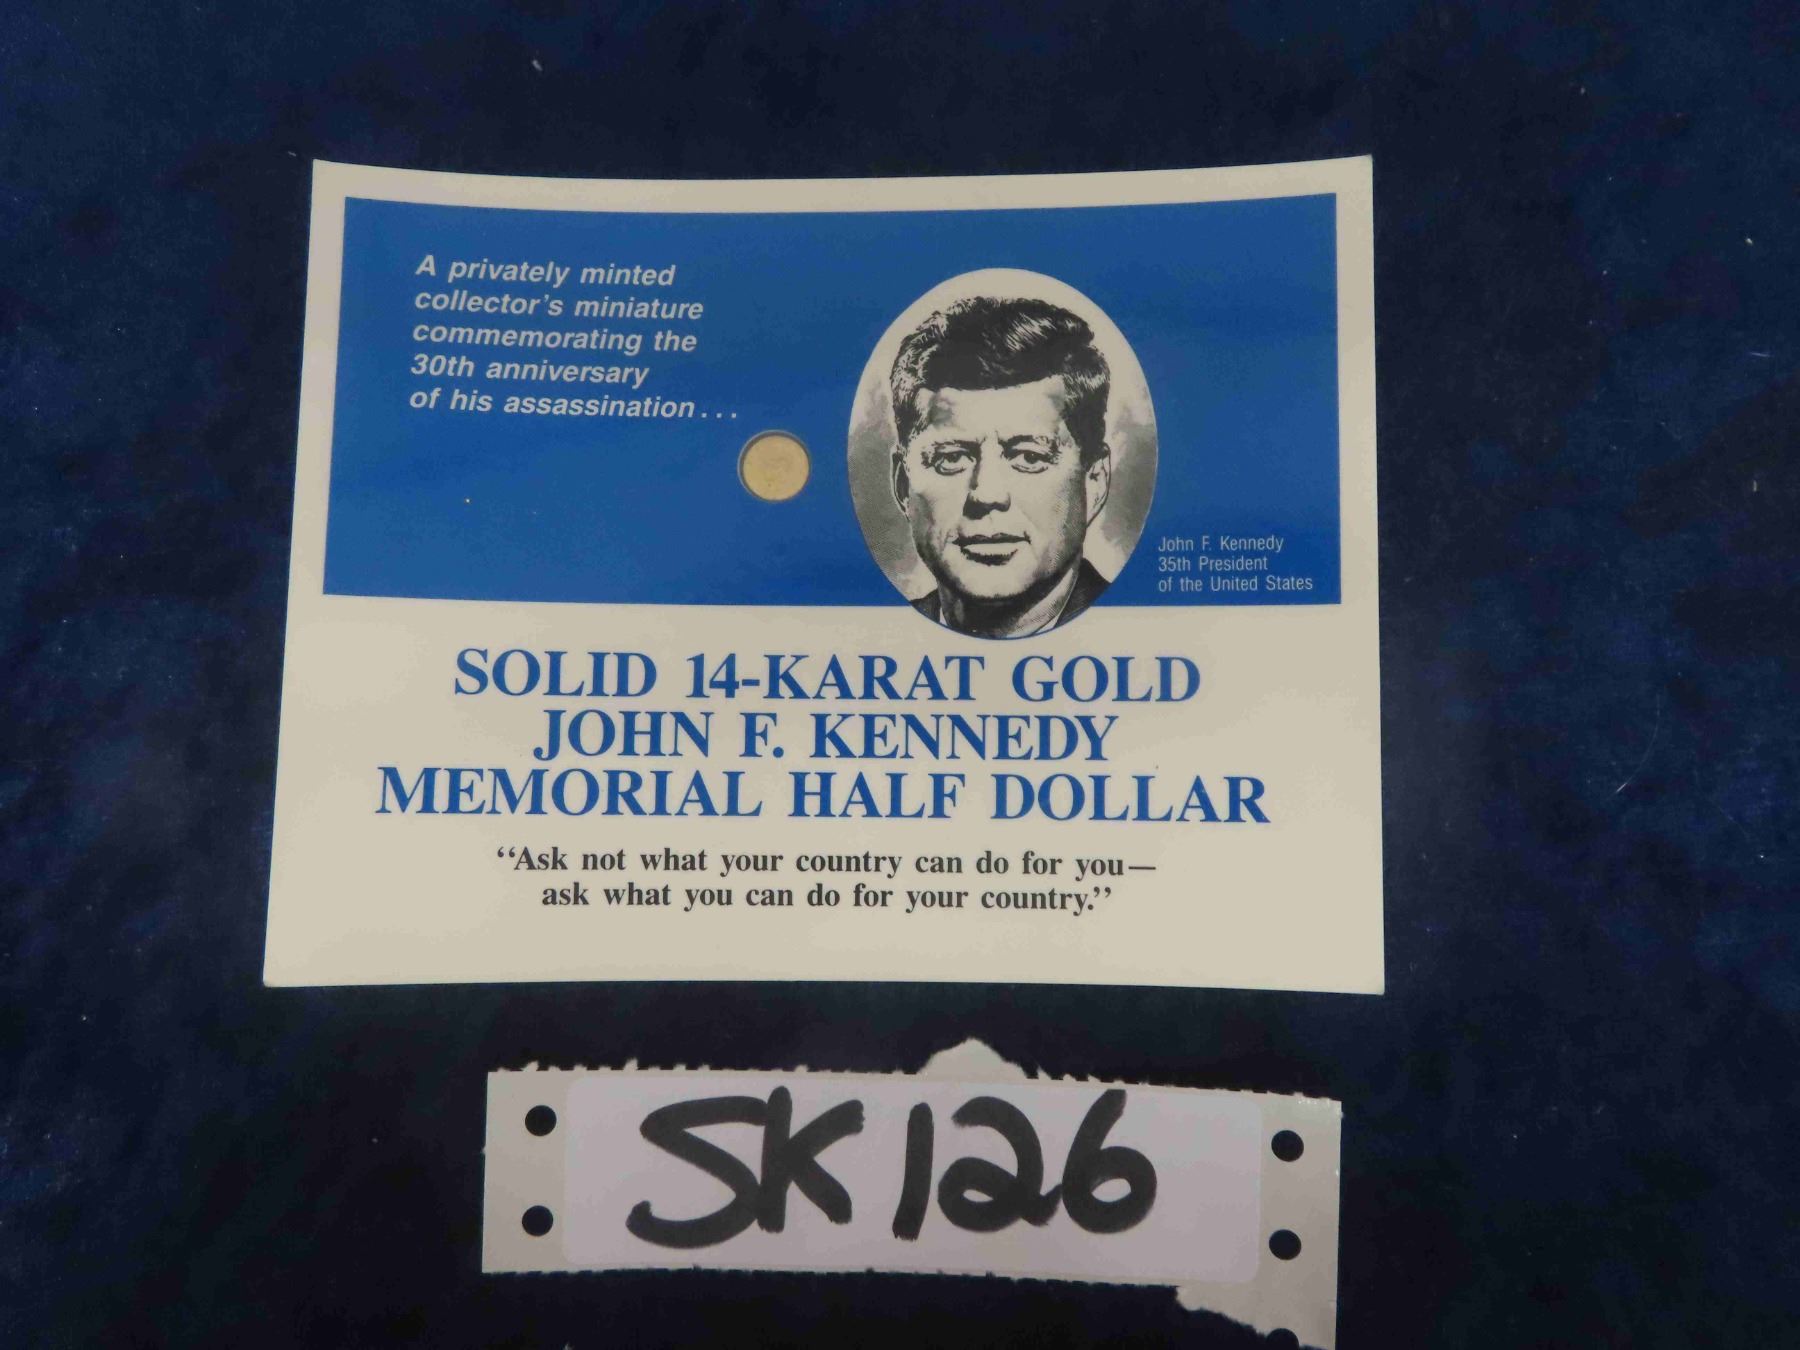 A privately minted
collector's miniature
commemorating the
30th anniversary
of his assassination...
John F. Kennedy
35th President
of the United States
SOLID 14-KARAT GOLD
JOHN F. KENNEDY
MEMORIAL HALF DOLLAR
“Ask not what your country can do for you—
ask what you can do for your country.”
SK126